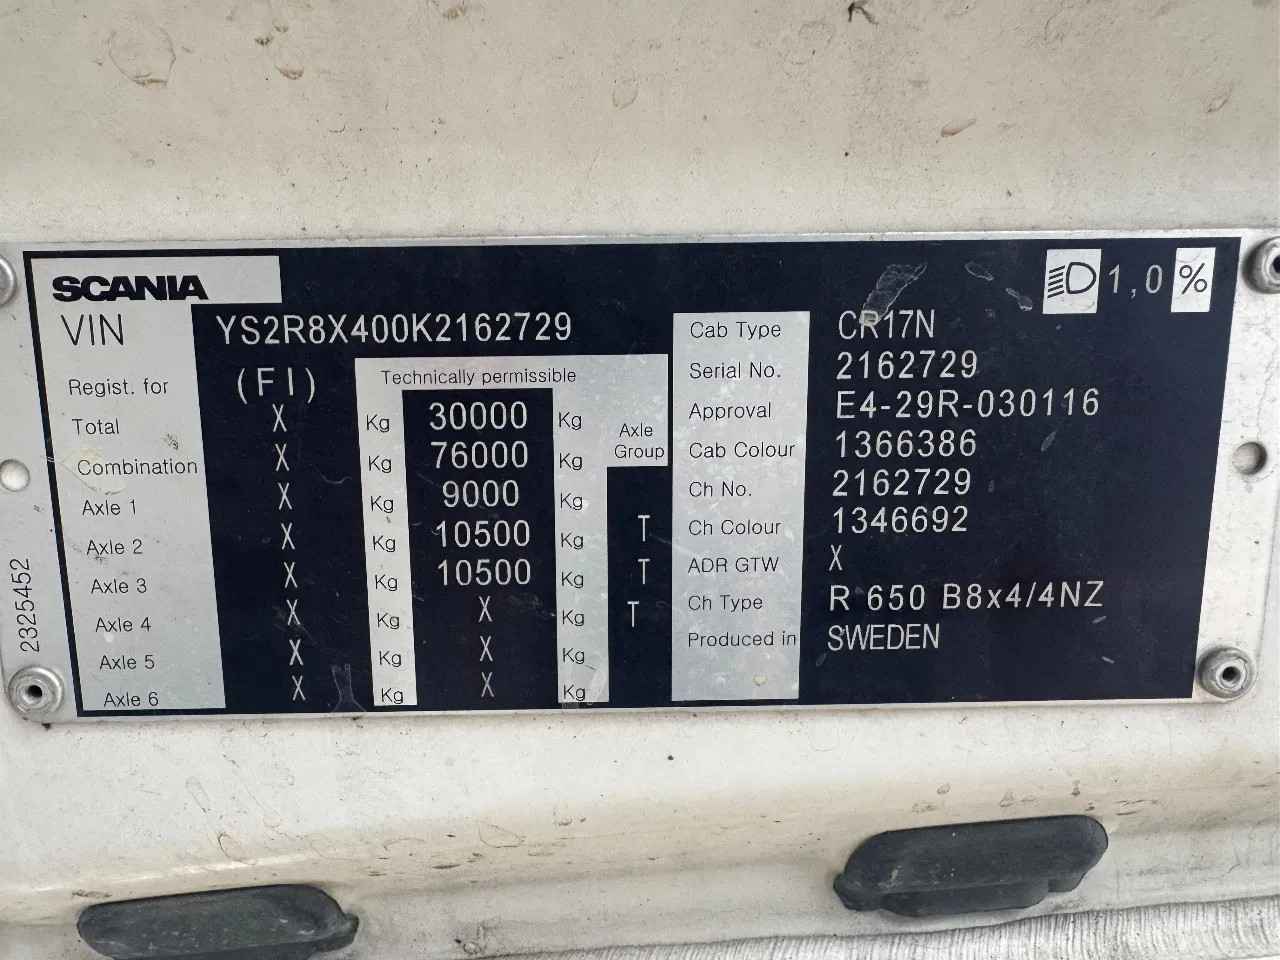 SCANIA
1,0 %
VIN YS2R8X400K2162729
Regist. for (FI) Technically permissible
Total X Kg 30000 Kg Axle Group
Combination X Kg 76000 Kg
Axle 1 X Kg 9000 Kg
Axle 2 X Kg 10500 Kg T
Axle 3 X Kg 10500 Kg T
Axle 4 X Kg X Kg T
Axle 5 X Kg X Kg
Axle 6 X Kg X Kg
Cab Type CR17N
Serial No. 2162729
Approval E4-29R-030116
Cab Colour 1366386
Ch No. 2162729
Ch Colour 1346692
ADR GTW X
Ch Type R 650 B8x4/4NZ
Produced in SWEDEN
2325452